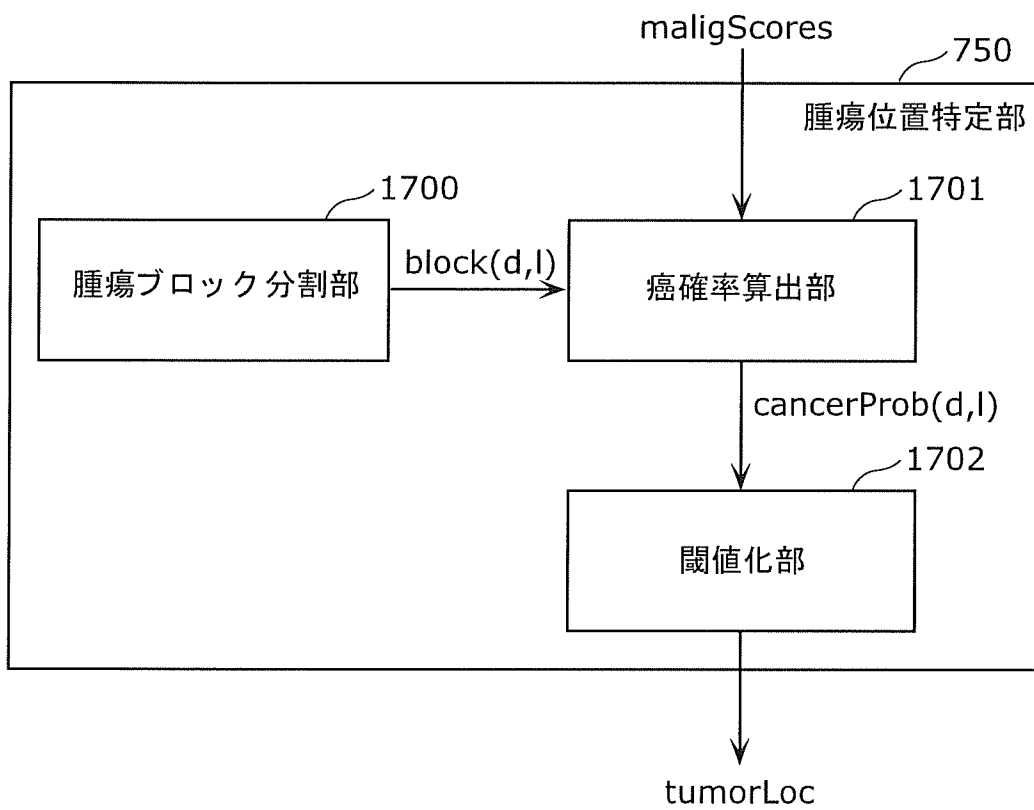 maligScores
750
腫瘍位置特定部
1700
1701
腫瘍ブロック分割部
block(d,l)
癌確率算出部
cancerProb(d,l)
1702
閾値化部
tumorLoc